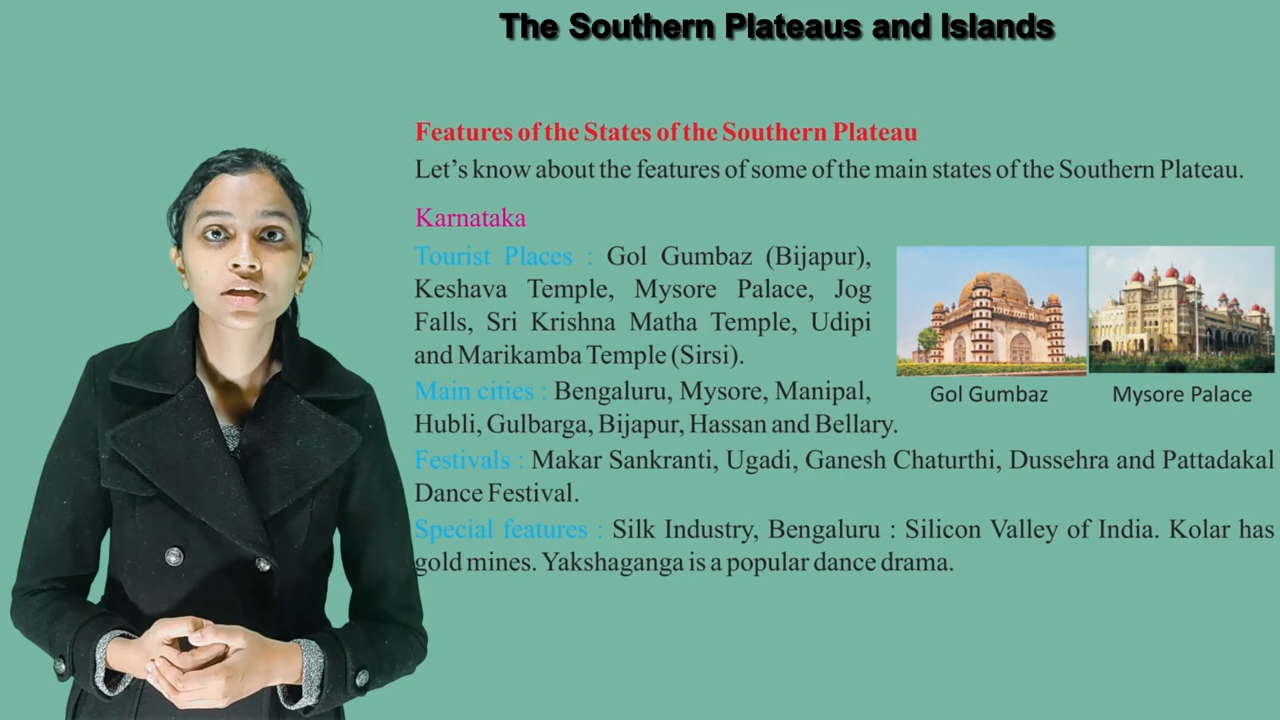 The Southern Plateaus and Islands
Features of the States of the Southern Plateau
Let's know about the features of some of the main states of the Southern Plateau.
Karnataka
Tourist Places : Gol Gumbaz (Bijapur),
Keshava Temple, Mysore Palace, Jog
Falls, Sri Krishna Matha Temple, Udipi
and Marikamba Temple (Sirsi).
Gol Gumbaz
Mysore Palace
Main cities : Bengaluru, Mysore, Manipal,
Hubli, Gulbarga, Bijapur, Hassan and Bellary.
Festivals : Makar Sankranti, Ugadi, Ganesh Chaturthi, Dussehra and Pattadakal
Dance Festival.
Special features : Silk Industry, Bengaluru : Silicon Valley of India. Kolar has
gold mines. Yakshaganga is a popular dance drama.